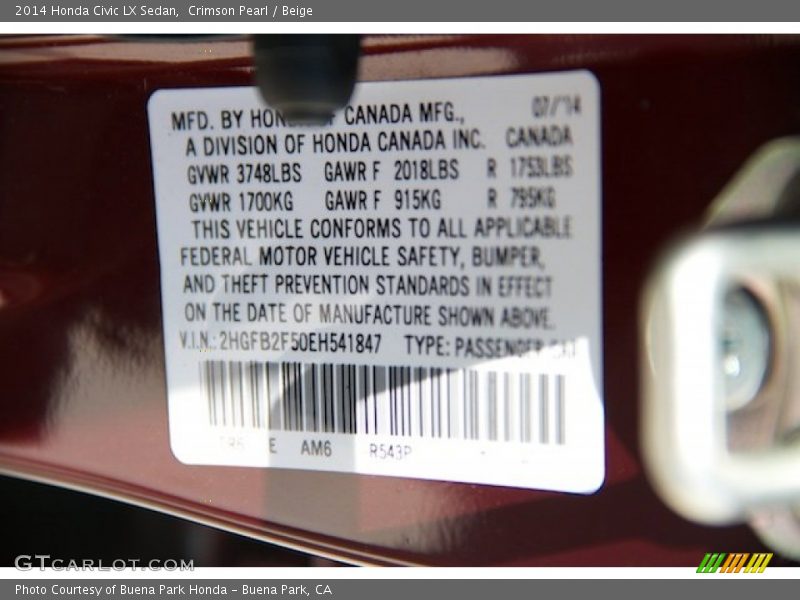 2014 Honda Civic LX Sedan,  Crimson Pearl / Beige
07/'14
MFD. BY OF CANADA MFG.,
A DIVISION OF HONDA CANADA INC. CANADA
GVWR 3748LBS GAWR F 2018LBS R 1753LBS
GVWR 1700KG GAWR F 915KG R 795KG
THIS VEHICLE CONFORMS TO ALL APPLICABLE
FEDERAL MOTOR VEHICLE SAFETY, BUMPER,
AND THEFT PREVENTION STANDARDS IN EFFECT
ON THE DATE OF MANUFACTURE SHOWN ABOVE.
V.I.N.: 2HGFB2F50EH541847 TYPE: PASSENGER CAR
E AM6 R543P
GTCARLOT.COM
Photo Courtesy of Buena Park Honda - Buena Park, CA